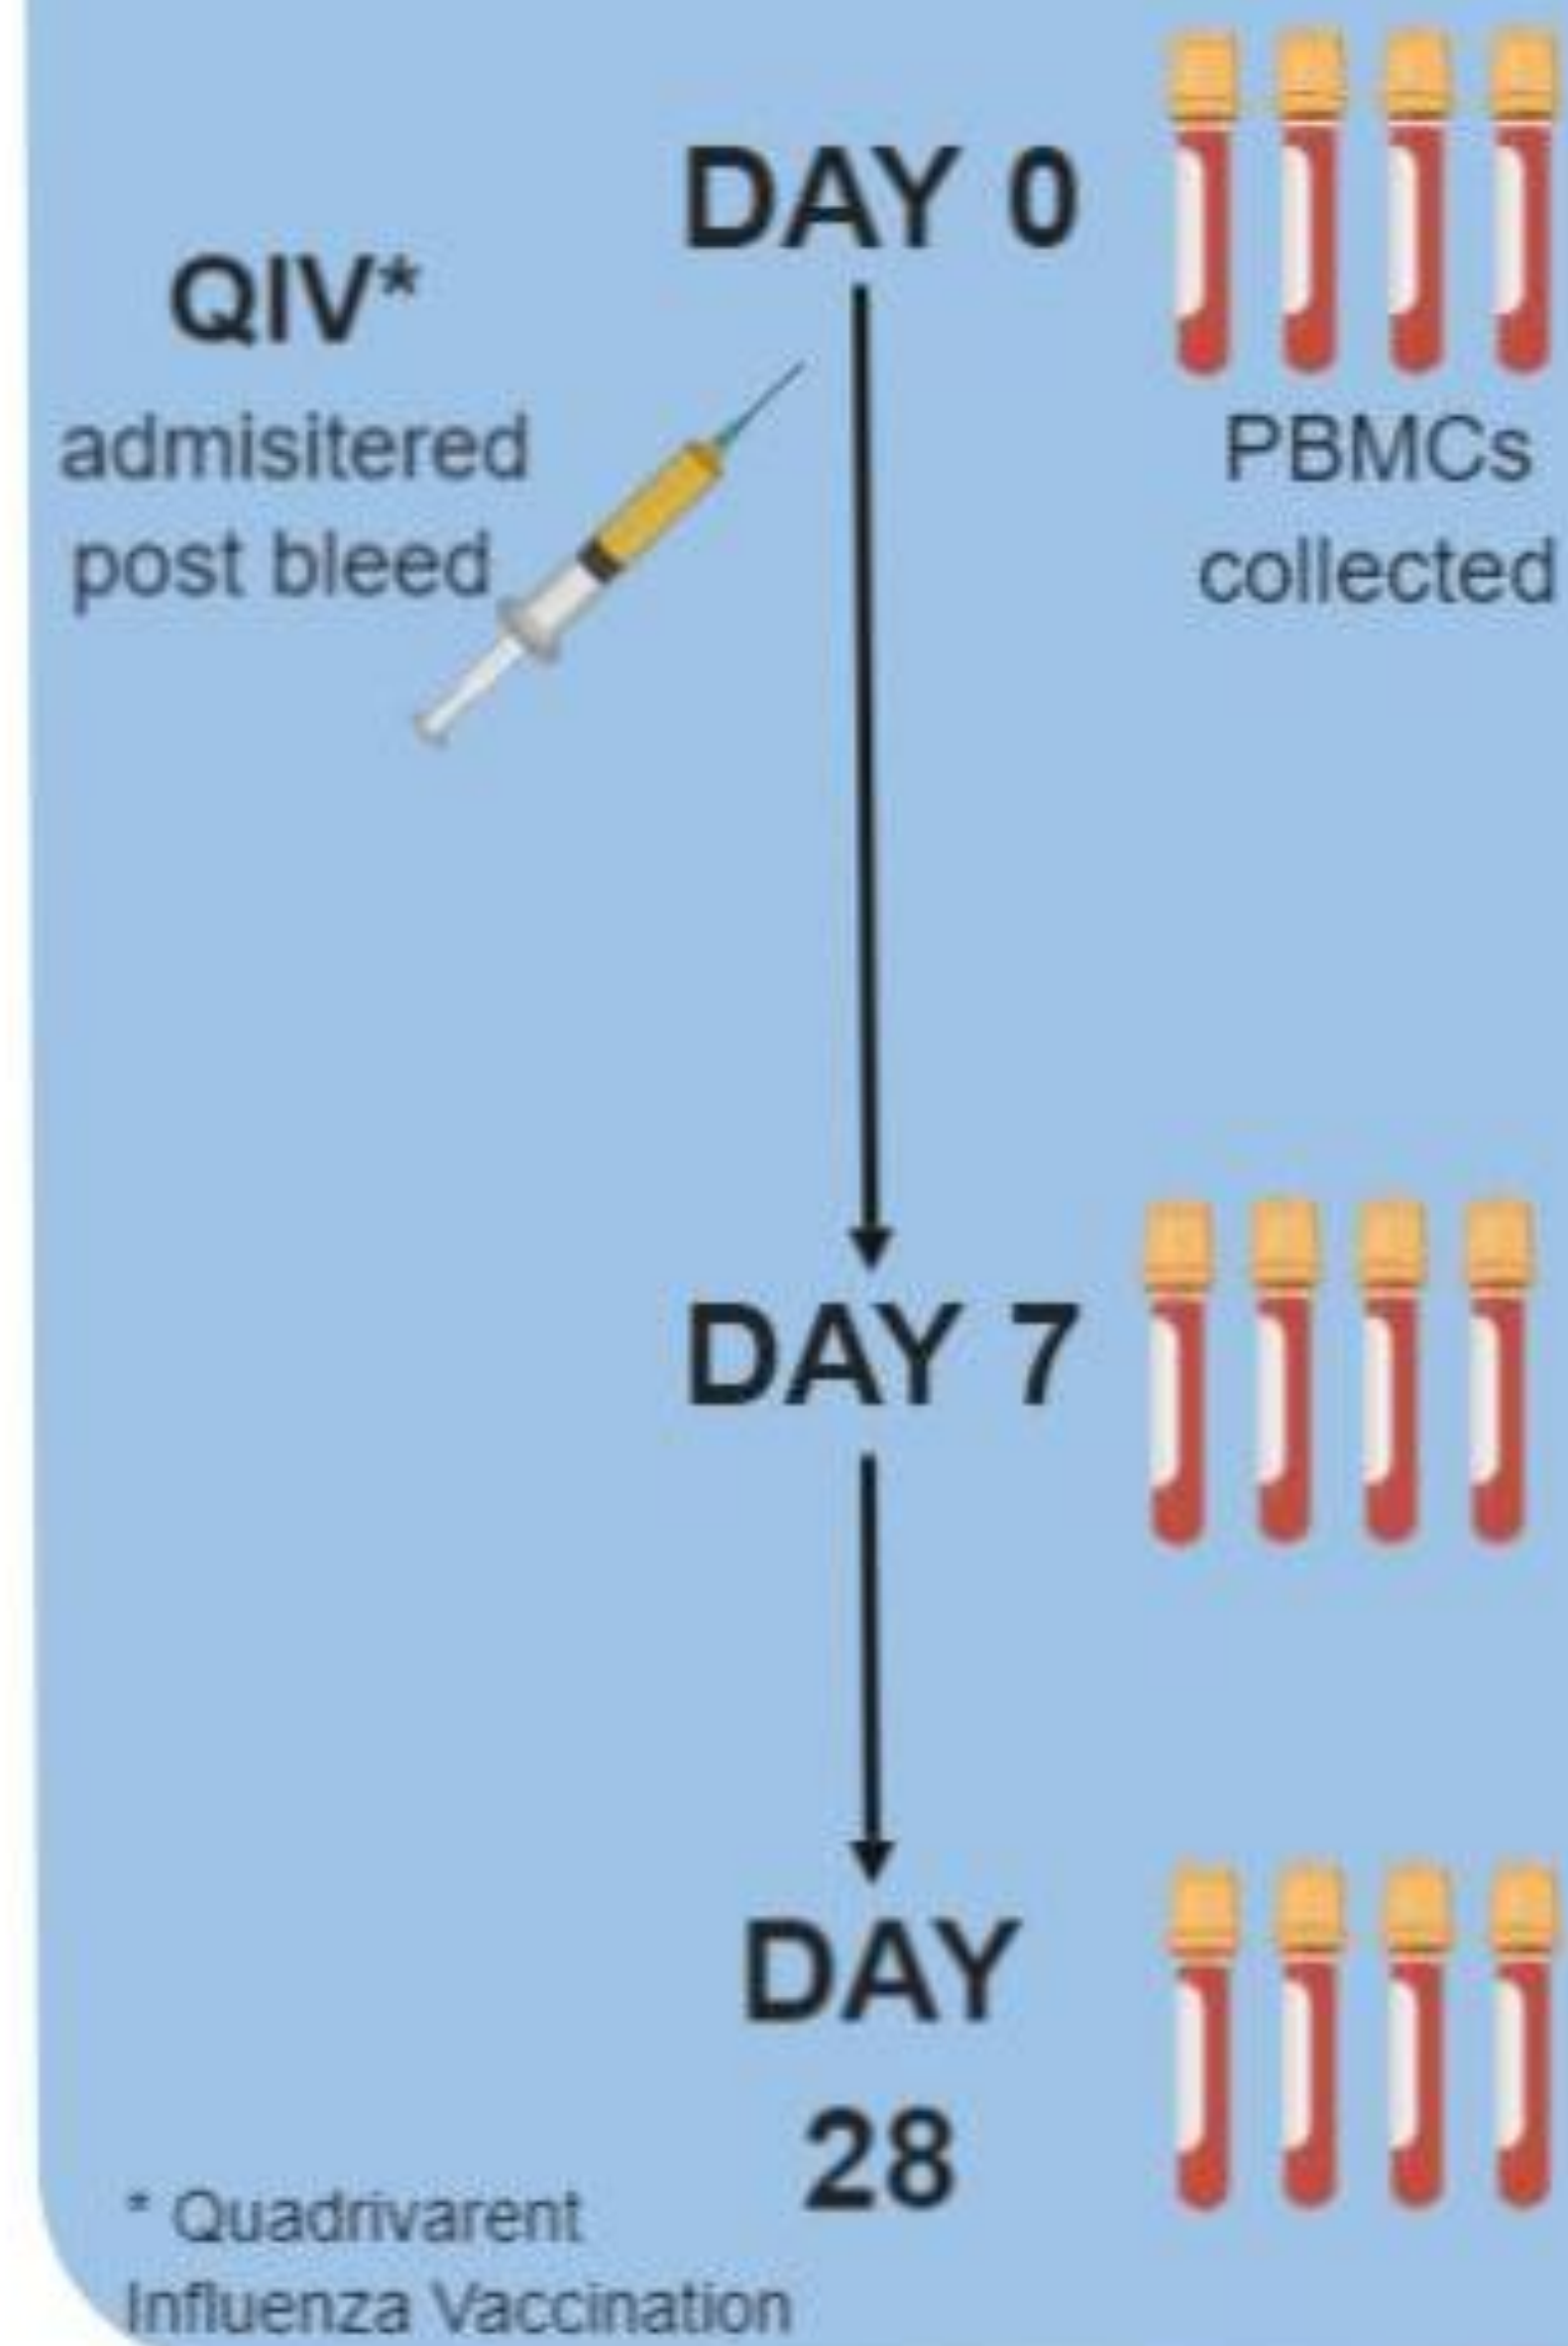 DAY 0
QIV*
admisitered
post bleed
PBMCs
collected
DAY 7
DAY
28
* Quadrivarent
Influenza Vaccination